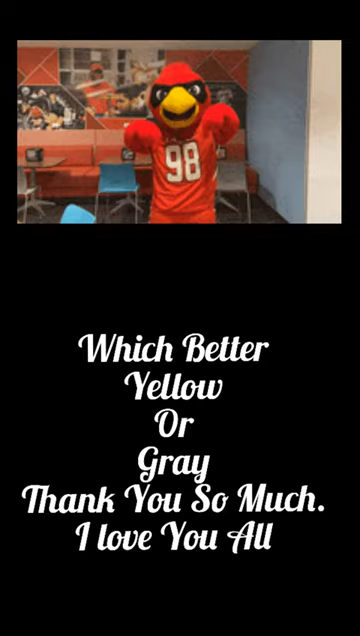 98
Which Better
Yellow
Or
Gray
Thank You So Much.
I love You All